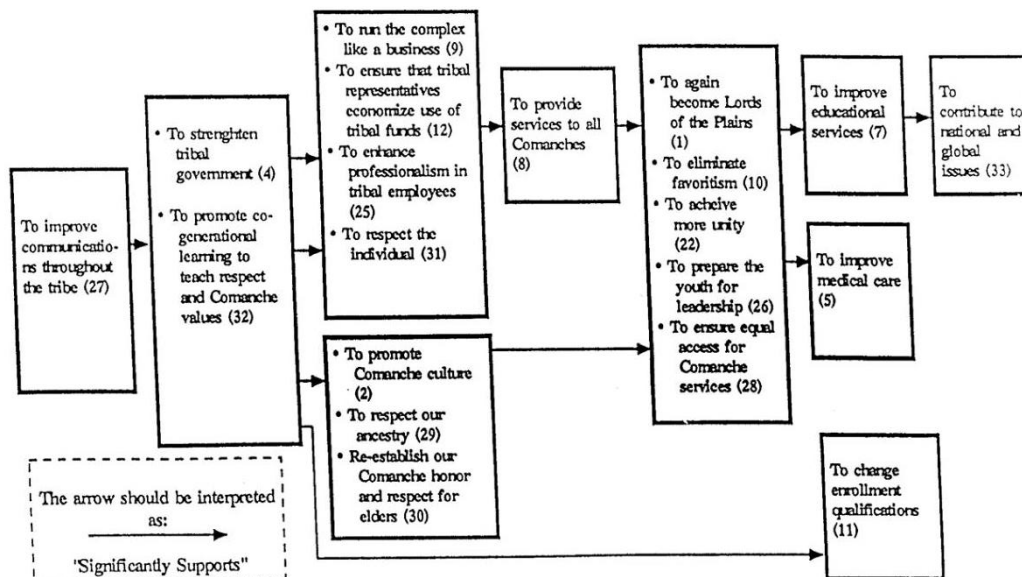 To improve
communicatio-
ns throughout
the tribe (27)
• To strenghten
tribal
government (4)
• To promote co-
generational
learning to
teach respect
and Comanche
values (32)
• To run the complex
like a business (9)
• To ensure that tribal
representatives
economize use of
tribal funds (12)
• To enhance
professionalism in
tribal employees
(25)
• To respect the
individual (31)
• To promote
Comanche culture
(2)
• To respect our
ancestry (29)
• Re-establish our
Comanche honor
and respect for
elders (30)
To provide
services to all
Comanches
(8)
• To again
become Lords
of the Plains
(1)
• To eliminate
favoritism (10)
• To acheive
more unity
(22)
• To prepare the
youth for
leadership (26)
• To ensure equal
access for
Comanche
services (28)
To improve
educational
services (7)
To
contribute to
national and
global
issues (33)
To improve
medical care
(5)
To change
enrollment
qualifications
(11)
The arrow should be interpreted
as:
"Significantly Supports"